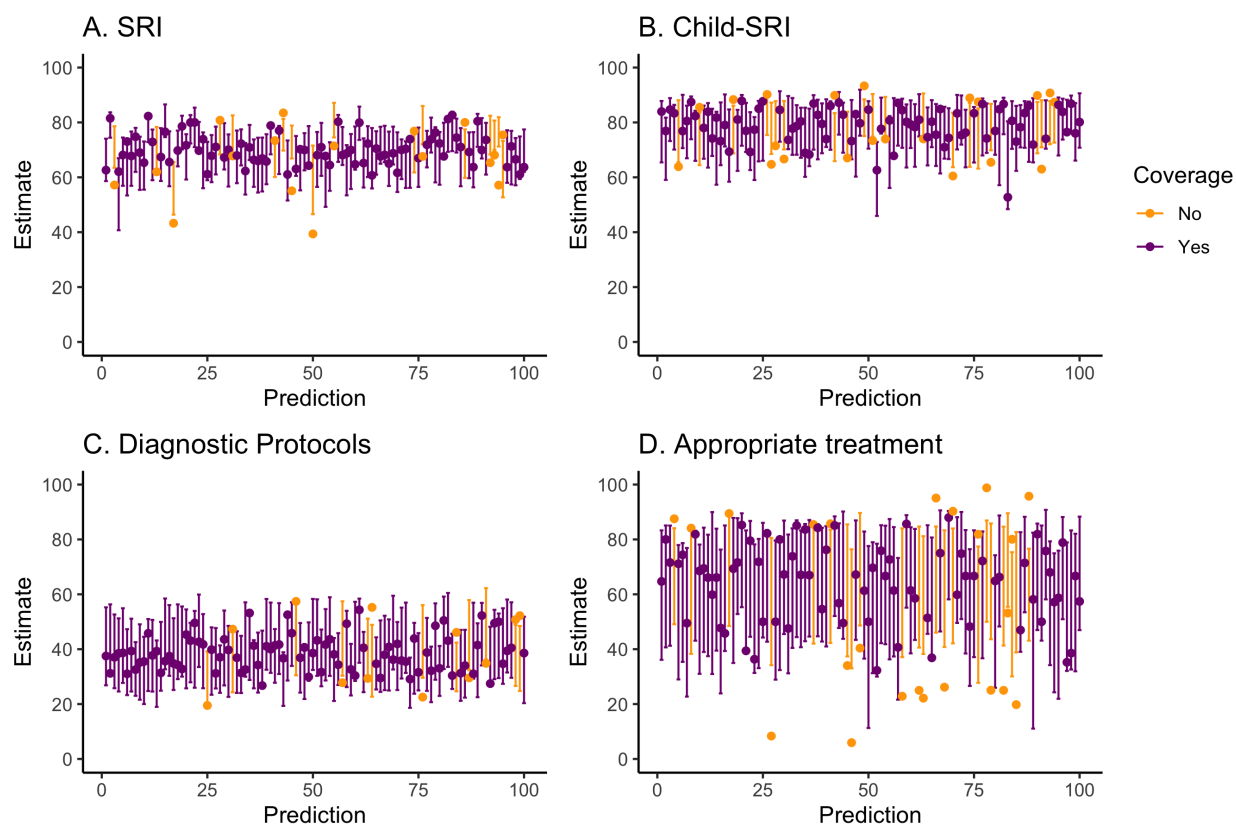 A. SRI
100
80
60
40
20
0
Estimate
0 25 50 75 100
Prediction
B. Child-SRI
100
80
60
40
20
0
Estimate
0 25 50 75 100
Prediction
Coverage
No
Yes
C. Diagnostic Protocols
100
80
60
40
20
0
Estimate
0 25 50 75 100
Prediction
D. Appropriate treatment
100
80
60
40
20
0
Estimate
0 25 50 75 100
Prediction